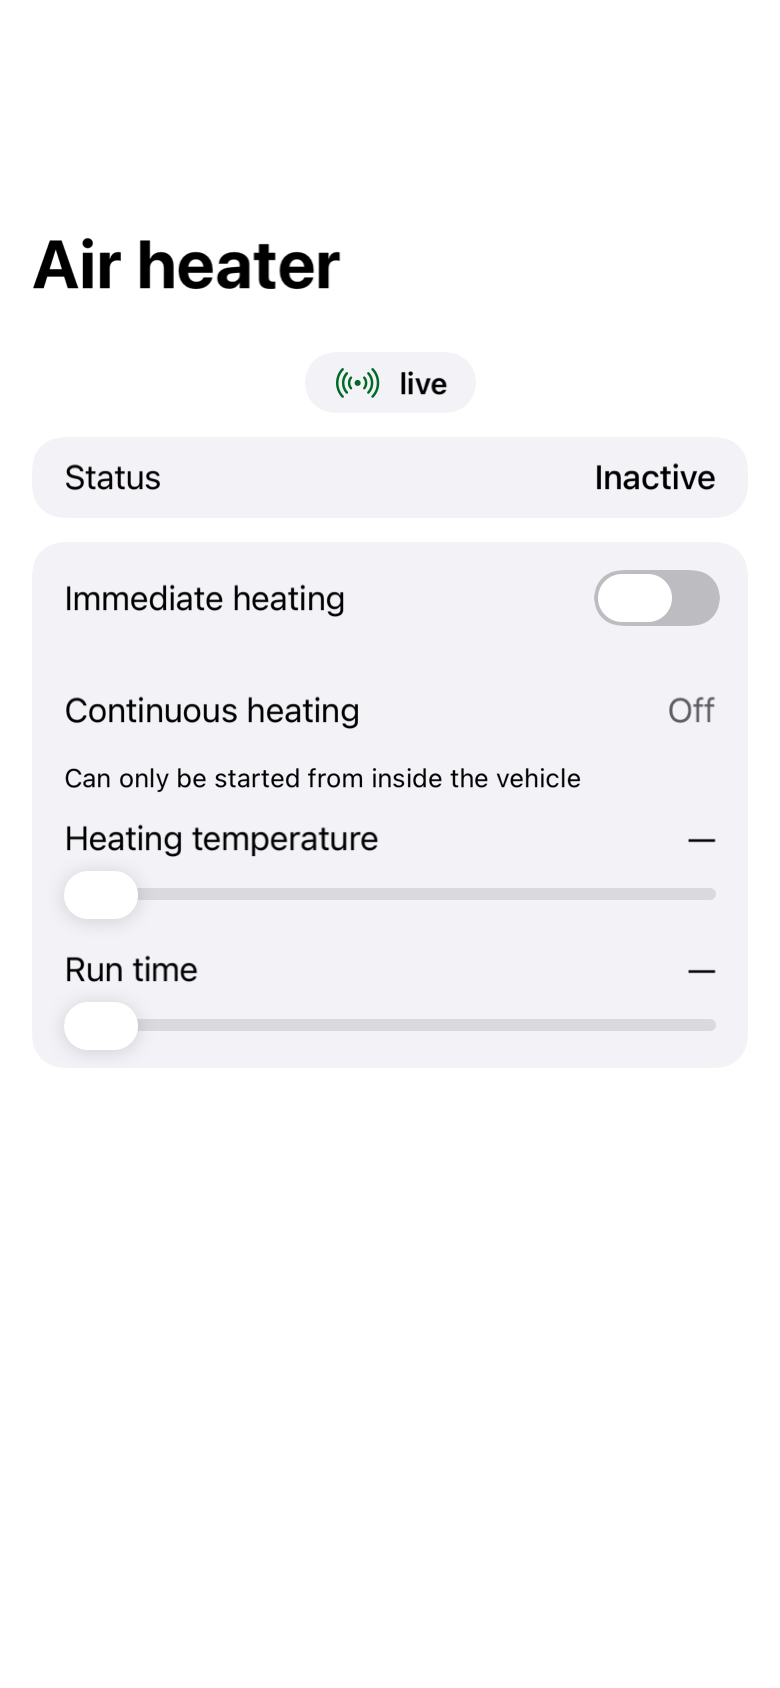 Air heater
live
Status Inactive
Immediate heating
Continuous heating Off
Can only be started from inside the vehicle
Heating temperature —
Run time —